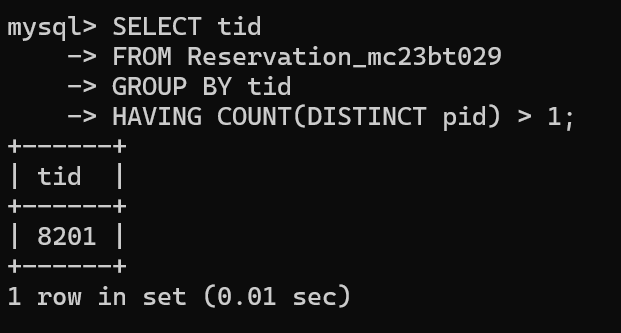 mysql> SELECT tid
    -> FROM Reservation_mc23bt029
    -> GROUP BY tid
    -> HAVING COUNT(DISTINCT pid) > 1;
+------+
| tid  |
+------+
| 8201 |
+------+
1 row in set (0.01 sec)